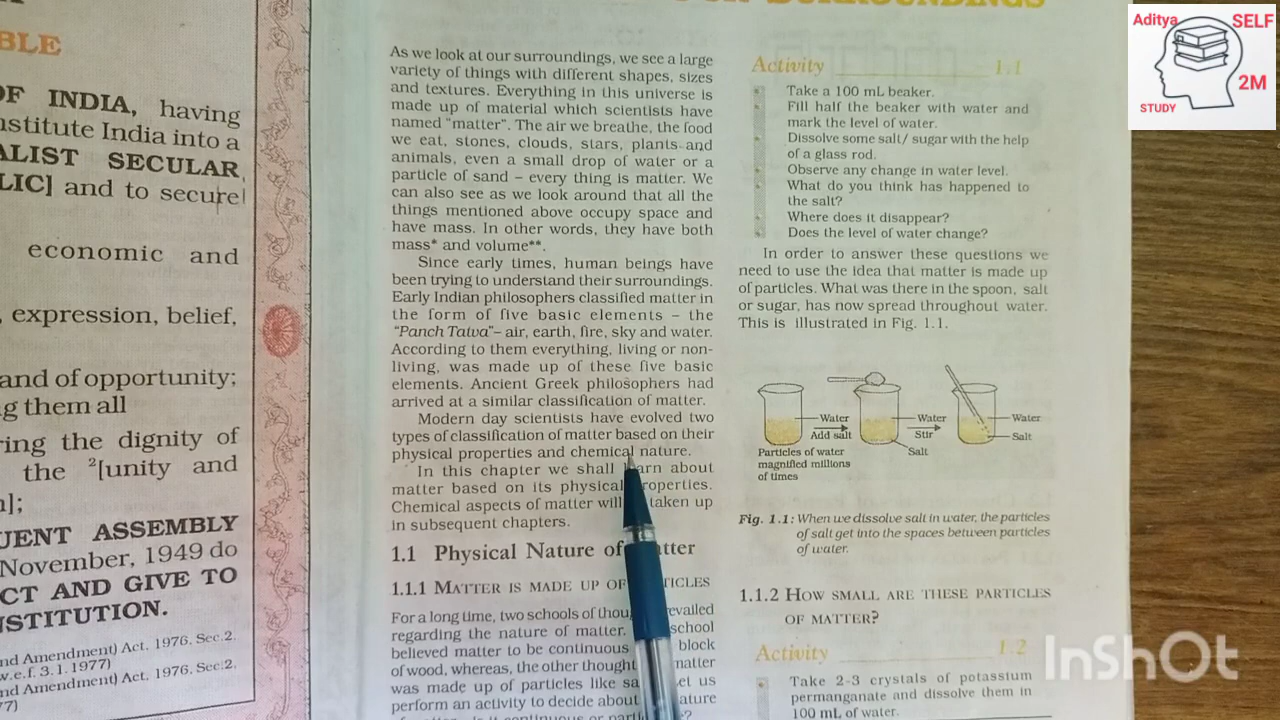 BLE
OF INDIA, having
nstitute India into a
ALIST SECULAR
LIC] and to secure
economic and
, expression, belief,
and of opportunity;
g them all
ring the dignity of
the ²[unity and
n];
UENT ASSEMBLY
November, 1949 do
CT AND GIVE TO
NSTITUTION.
nd Amendment) Act. 1976. Sec.2.
w.e.f. 3.1.1977)
nd Amendment) Act. 1976. Sec.2,
77)
SURROUNDINGS
As we look at our surroundings, we see a large
variety of things with different shapes, sizes
and textures. Everything in this universe is
made up of material which scientists have
named "matter". The air we breathe, the food
we eat, stones, clouds, stars, plants and
animals, even a small drop of water or a
particle of sand – every thing is matter. We
can also see as we look around that all the
things mentioned above occupy space and
have mass. In other words, they have both
mass* and volume**.
Since early times, human beings have
been trying to understand their surroundings.
Early Indian philosophers classified matter in
the form of five basic elements – the
"Panch Tatva"– air, earth, fire, sky and water.
According to them everything, living or non-
living, was made up of these five basic
elements. Ancient Greek philosophers had
arrived at a similar classification of matter.
Modern day scientists have evolved two
types of classification of matter based on their
physical properties and chemical nature.
In this chapter we shall learn about
matter based on its physical properties.
Chemical aspects of matter will taken up
in subsequent chapters.
1.1 Physical Nature of Matter
1.1.1 MATTER IS MADE UP OF PARTICLES
For a long time, two schools of thought prevailed
regarding the nature of matter. school
believed matter to be continuous block
of wood, whereas, the other thought matter
was made up of particles like sa et us
perform an activity to decide about ature
Activity 1.1
Take a 100 mL beaker.
Fill half the beaker with water and
mark the level of water.
Dissolve some salt/ sugar with the help
of a glass rod.
Observe any change in water level.
What do you think has happened to
the salt?
Where does it disappear?
Does the level of water change?
In order to answer these questions we
need to use the idea that matter is made up
of particles. What was there in the spoon, salt
or sugar, has now spread throughout water.
This is illustrated in Fig. 1.1.
Water
Add salt
Water
Stir
Water
Salt
Salt
Particles of water
magnified millions
of times
Fig. 1.1: When we dissolve salt in water, the particles
of salt get into the spaces between particles
of water.
1.1.2 HOW SMALL ARE THESE PARTICLES
OF MATTER?
Activity 1.2
Take 2-3 crystals of potassium
permanganate and dissolve them in
100 mL of water.
Aditya SELF
2M
STUDY
InShOt